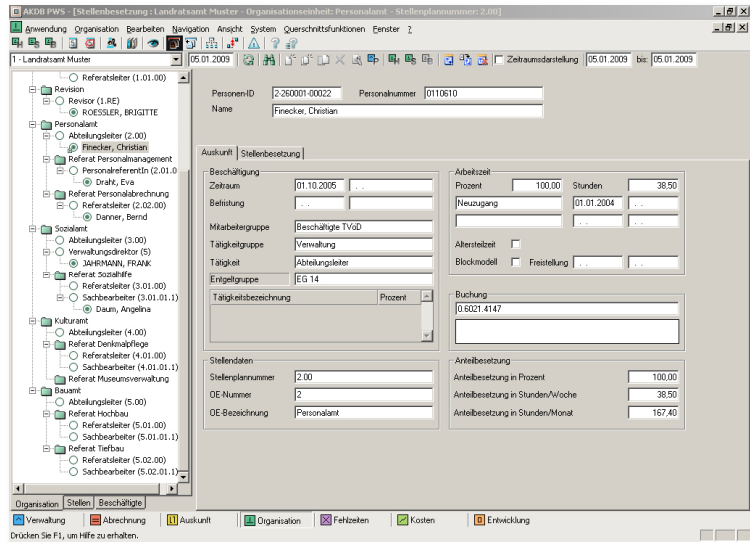 AKDB PWS - [Stellenbesetzung : Landratsamt Muster - Organisationseinheit: Personalamt - Stellenplannummer: 2.00]
Anwendung Organisation Bearbeiten Navigation Ansicht System Querschnittsfunktionen Fenster ?
1 - Landratsamt Muster 05.01.2009 Zeitraumsdarstellung 05.01.2009 bis: 05.01.2009
Referatsleiter (1.01.00)
Revision
Revisor (1.RE)
ROESSLER, BRIGITTE
Personalamt
Abteilungsleiter (2.00)
Finecker, Christian
Referat Personalmanagement
PersonalreferentIn (2.01.0
Draht, Eva
Referat Personalabrechnung
Referatsleiter (2.02.00)
Danner, Bernd
Sozialamt
Abteilungsleiter (3.00)
Verwaltungsdirektor (5)
JAHRMANN, FRANK
Referat Sozialhilfe
Referatsleiter (3.01.00)
Sachbearbeiter (3.01.01.1)
Daum, Angelina
Kulturamt
Abteilungsleiter (4.00)
Referat Denkmalpflege
Referatsleiter (4.01.00)
Sachbearbeiter (4.01.01.1)
Referat Museumsverwaltung
Bauamt
Abteilungsleiter (5.00)
Referat Hochbau
Referatsleiter (5.01.00)
Sachbearbeiter (5.01.01.1)
Referat Tiefbau
Referatsleiter (5.02.00)
Sachbearbeiter (5.02.01.1)
Organisation Stellen Beschäftigte
Personen-ID 2-260001-00022 Personalnummer 0110610
Name Finecker, Christian
Auskunft Stellenbesetzung
Beschäftigung
Zeitraum 01.10.2005 . .
Befristung . .
Mitarbeitergruppe Beschäftigte TVöD
Tätigkeitgruppe Verwaltung
Tätigkeit Abteilungsleiter
Entgeltgruppe EG 14
Tätigkeitsbezeichnung Prozent
Arbeitszeit
Prozent 100,00 Stunden 38,50
Neuzugang 01.01.2004 . .
. . . .
Altersteilzeit
Blockmodell Freistellung . . . .
Buchung
0.6021.4147
Stellendaten
Stellenplannummer 2.00
OE-Nummer 2
OE-Bezeichnung Personalamt
Anteilbesetzung
Anteilbesetzung in Prozent 100,00
Anteilbesetzung in Stunden/Woche 38,50
Anteilbesetzung in Stunden/Monat 167,40
Verwaltung Abrechnung Auskunft Organisation Fehlzeiten Kosten Entwicklung
Drücken Sie F1, um Hilfe zu erhalten.